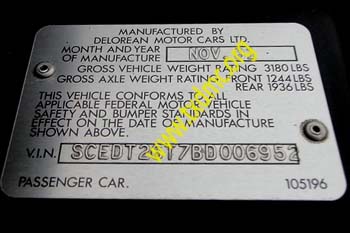 MANUFACTURED BY
DELOREAN MOTOR CARS LTD.
MONTH AND YEAR
OF MANUFACTURE NOV
GROSS VEHICLE WEIGHT RATING 3180 LBS
GROSS AXLE WEIGHT RATING FRONT 1244 LBS
REAR 1936 LBS
THIS VEHICLE CONFORMS TO ALL
APPLICABLE FEDERAL MOTOR VEHICLE
SAFETY AND BUMPER STANDARDS IN
EFFECT ON THE DATE OF MANUFACTURE
SHOWN ABOVE.
V.I.N.
PASSENGER CAR. 105196